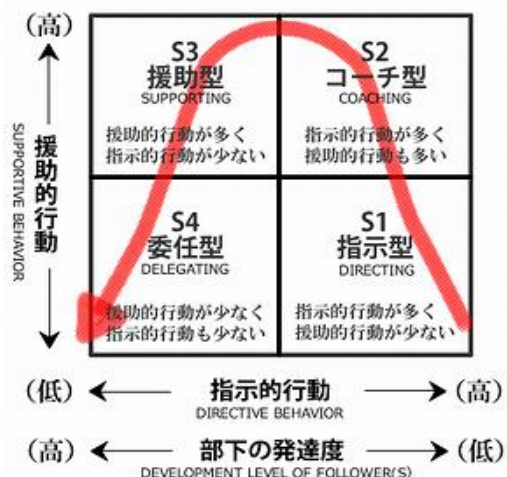 (高)
S3
援助型
SUPPORTING
援助的行動が多く
指示的行動が少ない
S2
コーチ型
COACHING
指示的行動が多く
援助的行動も多い
援助的行動
SUPPORTIVE BEHAVIOR
S4
委任型
DELEGATING
援助的行動が少なく
指示的行動も少ない
S1
指示型
DIRECTING
指示的行動が多く
援助的行動が少ない
(低) 指示的行動 (高)
DIRECTIVE BEHAVIOR
(高) 部下の発達度 (低)
DEVELOPMENT LEVEL OF FOLLOWER(S)